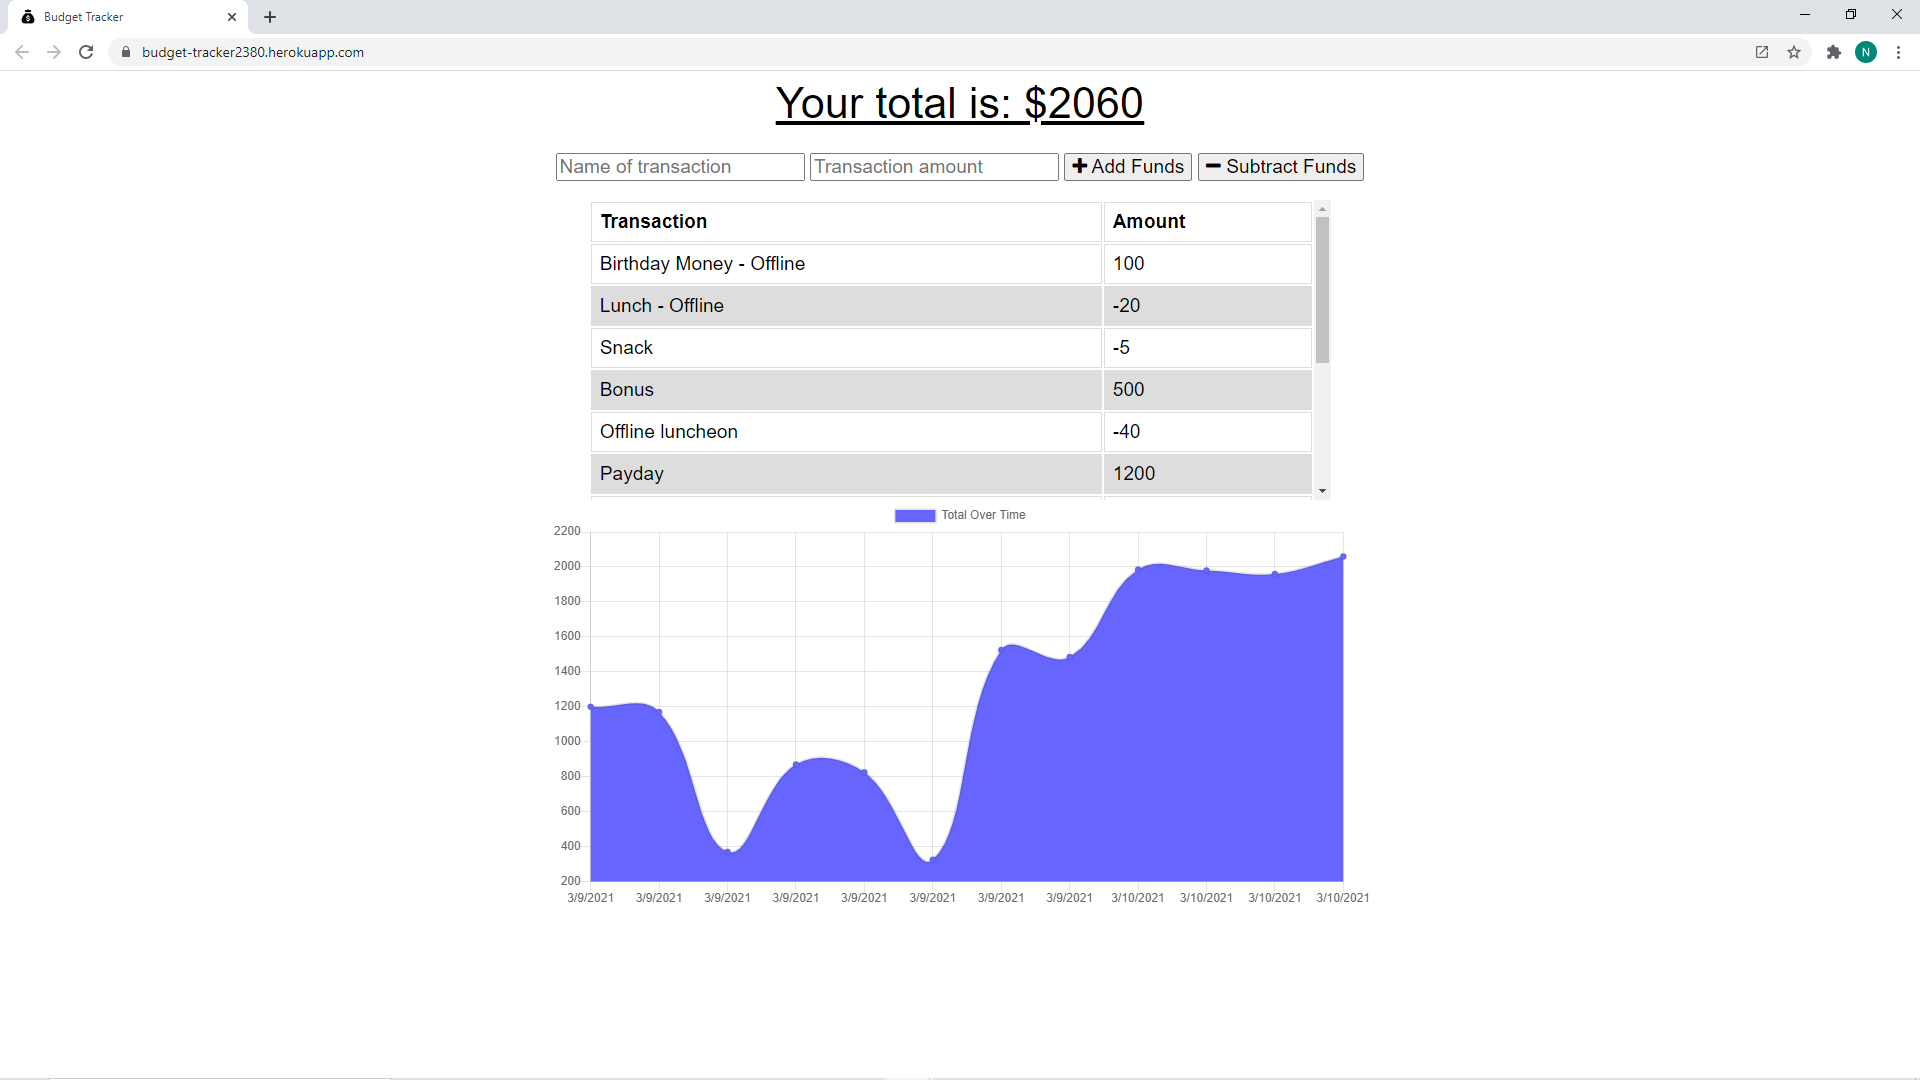 Budget Tracker
budget-tracker2380.herokuapp.com
N
Your total is: $2060
Name of transaction Transaction amount Add Funds Subtract Funds
Transaction Amount
Birthday Money - Offline 100
Lunch - Offline -20
Snack -5
Bonus 500
Offline luncheon -40
Payday 1200
Total Over Time
2200
2000
1800
1600
1400
1200
1000
800
600
400
200
3/9/2021 3/9/2021 3/9/2021 3/9/2021 3/9/2021 3/9/2021 3/9/2021 3/9/2021 3/10/2021 3/10/2021 3/10/2021 3/10/2021